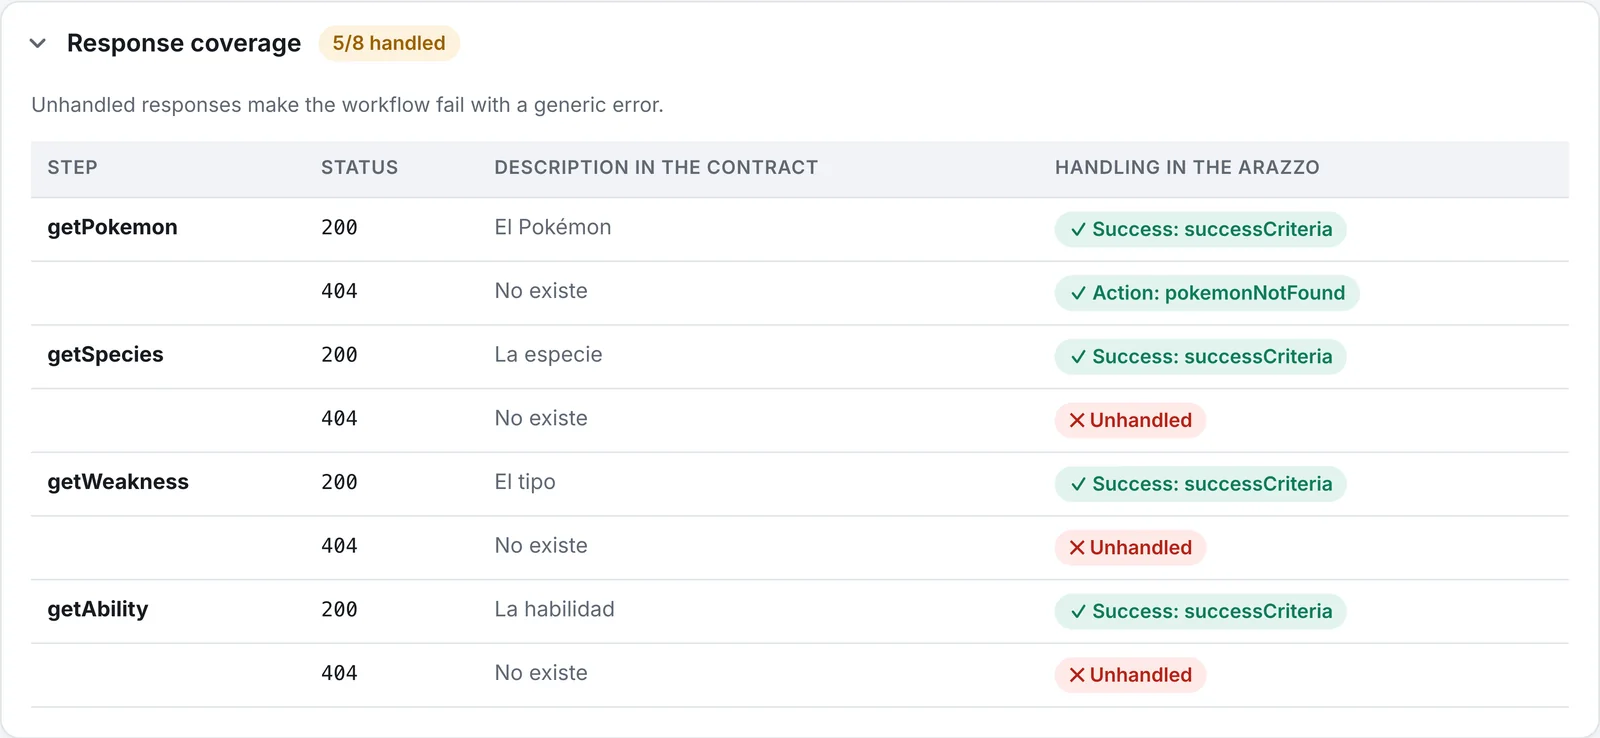 Response coverage 5/8 handled
Unhandled responses make the workflow fail with a generic error.
STEP STATUS DESCRIPTION IN THE CONTRACT HANDLING IN THE ARAZZO
getPokemon 200 El Pokémon ✓ Success: successCriteria
404 No existe ✓ Action: pokemonNotFound
getSpecies 200 La especie ✓ Success: successCriteria
404 No existe ✕ Unhandled
getWeakness 200 El tipo ✓ Success: successCriteria
404 No existe ✕ Unhandled
getAbility 200 La habilidad ✓ Success: successCriteria
404 No existe ✕ Unhandled